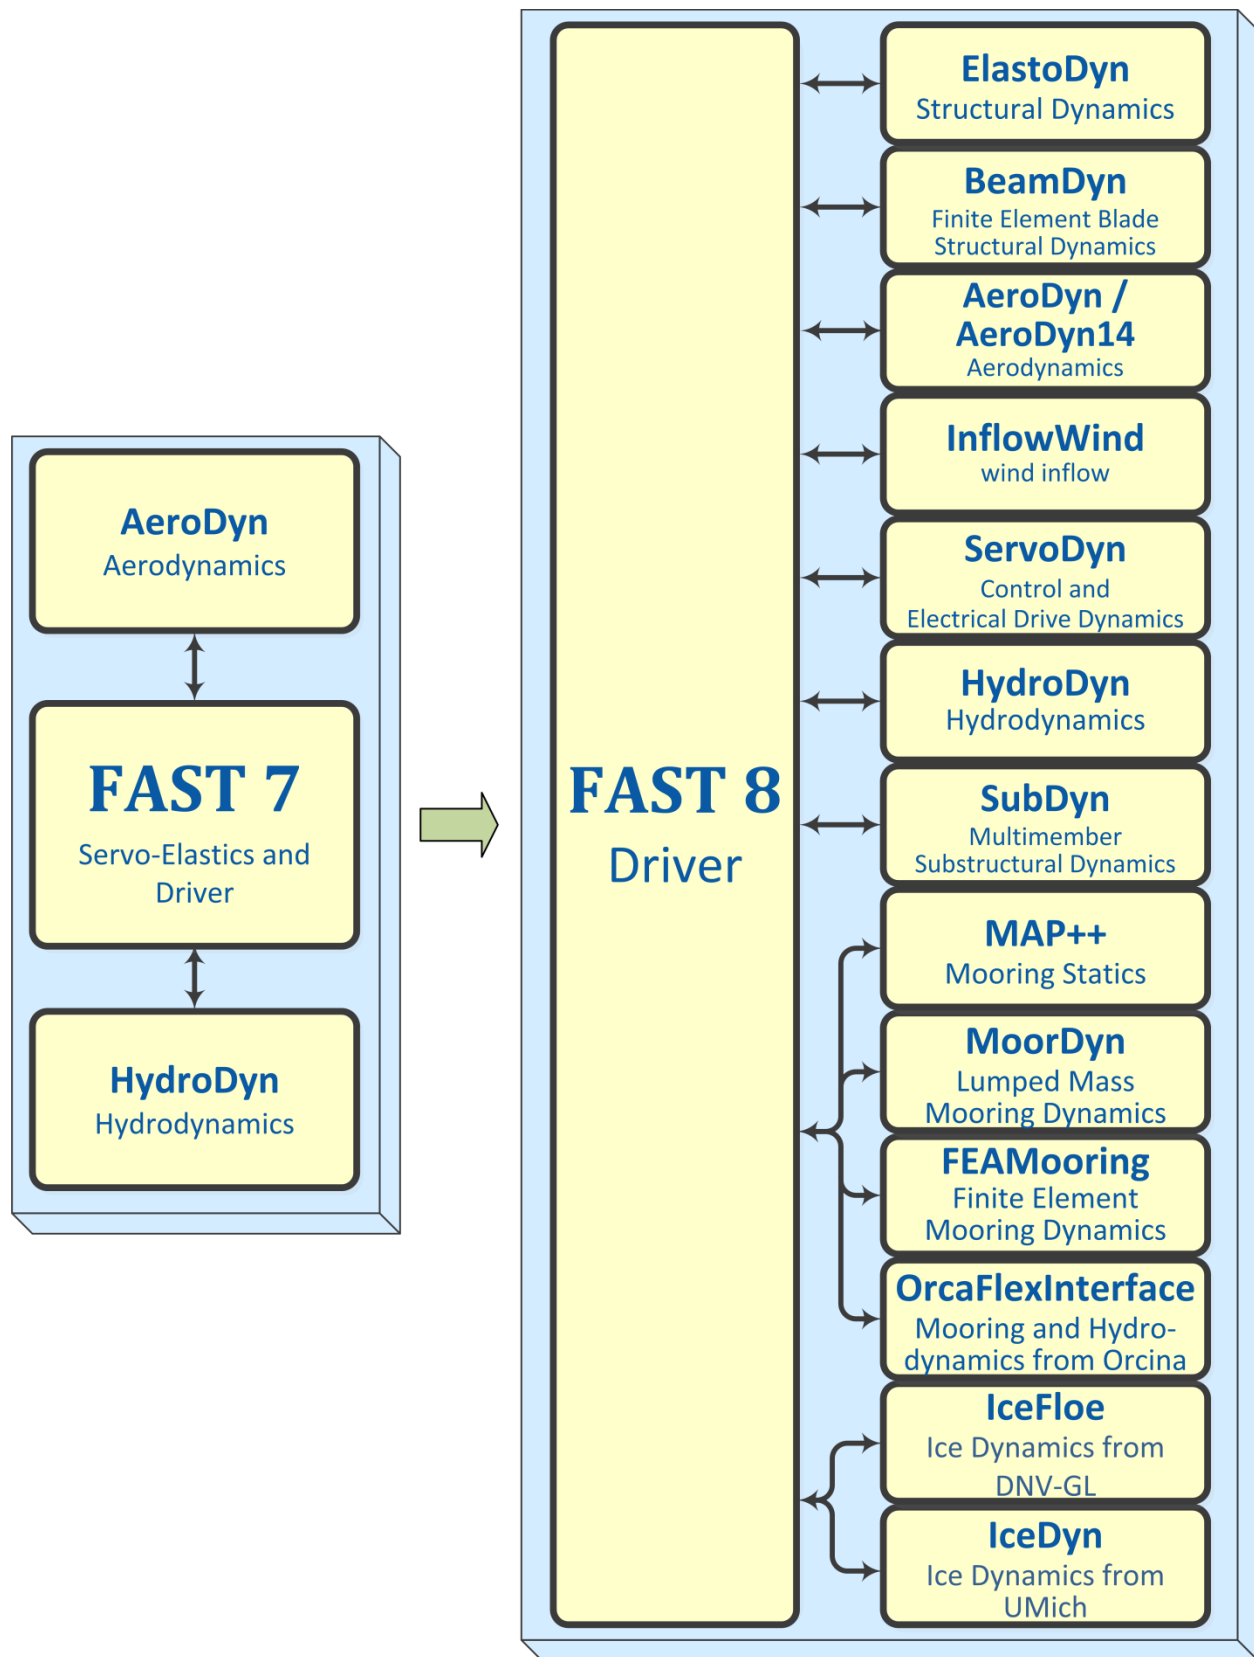 AeroDyn
Aerodynamics
FAST 7
Servo-Elastics and
Driver
HydroDyn
Hydrodynamics
FAST 8
Driver
ElastoDyn
Structural Dynamics
BeamDyn
Finite Element Blade
Structural Dynamics
AeroDyn /
AeroDyn14
Aerodynamics
InflowWind
wind inflow
ServoDyn
Control and
Electrical Drive Dynamics
HydroDyn
Hydrodynamics
SubDyn
Multimember
Substructural Dynamics
MAP++
Mooring Statics
MoorDyn
Lumped Mass
Mooring Dynamics
FEAMooring
Finite Element
Mooring Dynamics
OrcaFlexInterface
Mooring and Hydro-
dynamics from Orcina
IceFloe
Ice Dynamics from
DNV-GL
IceDyn
Ice Dynamics from
UMich